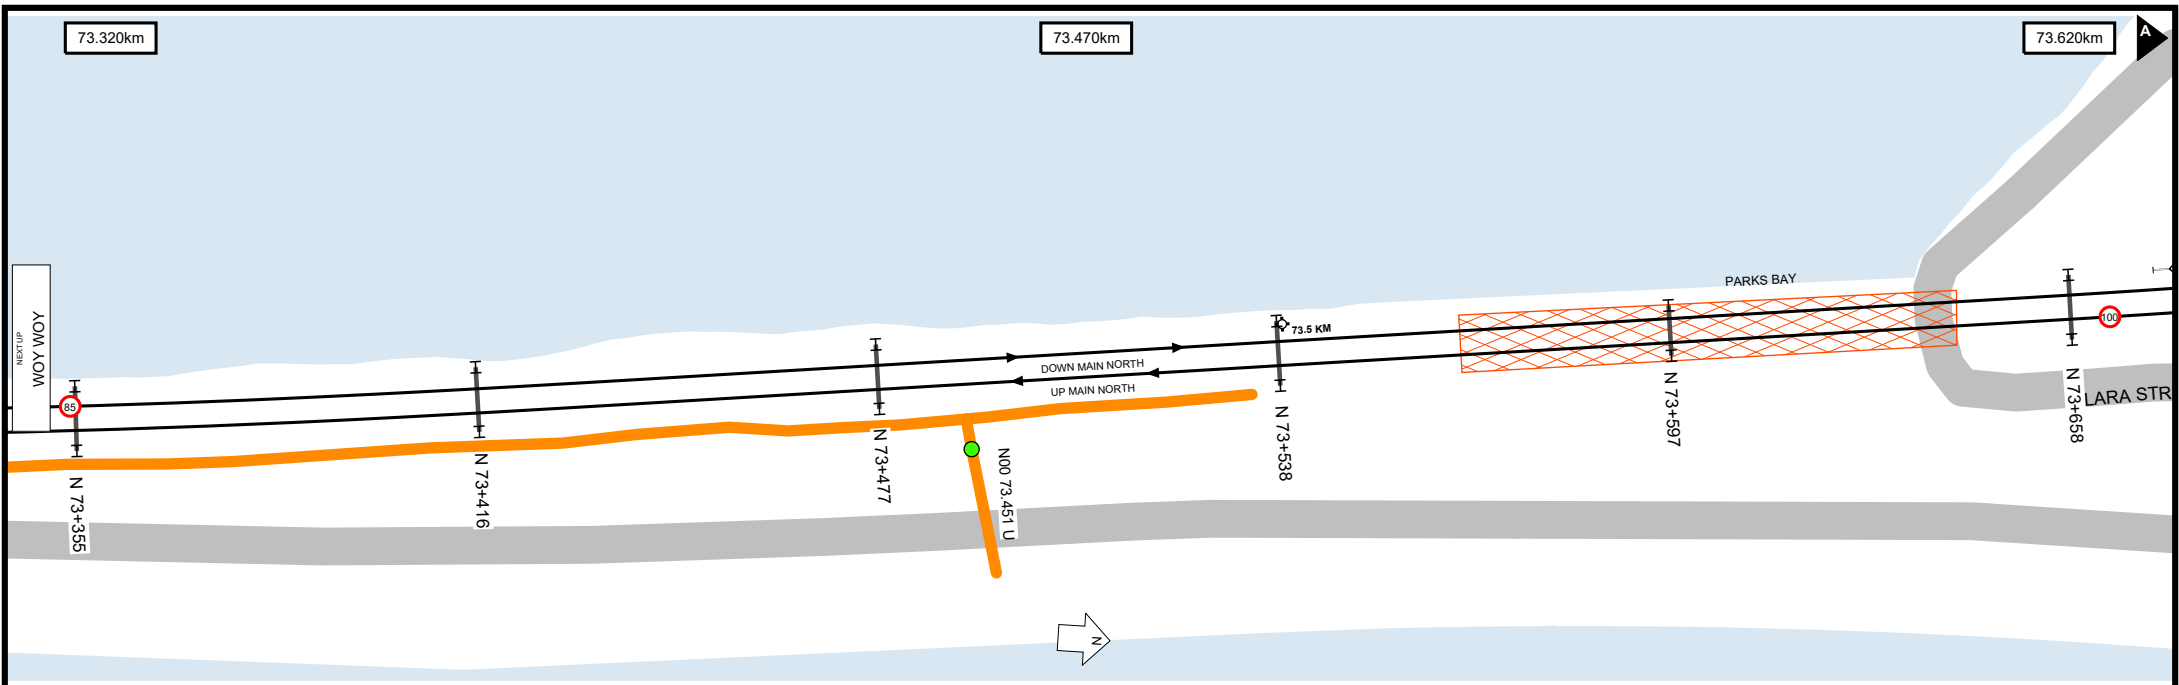 73.320km
73.470km
73.620km
A
NEXT UP
WOY WOY
85
PARKS BAY
73.5 KM
DOWN MAIN NORTH
UP MAIN NORTH
100
N 73+355
N 73+416
N 73+477
N00 73.451 U
N 73+538
N 73+597
N 73+658
LARA STR
N